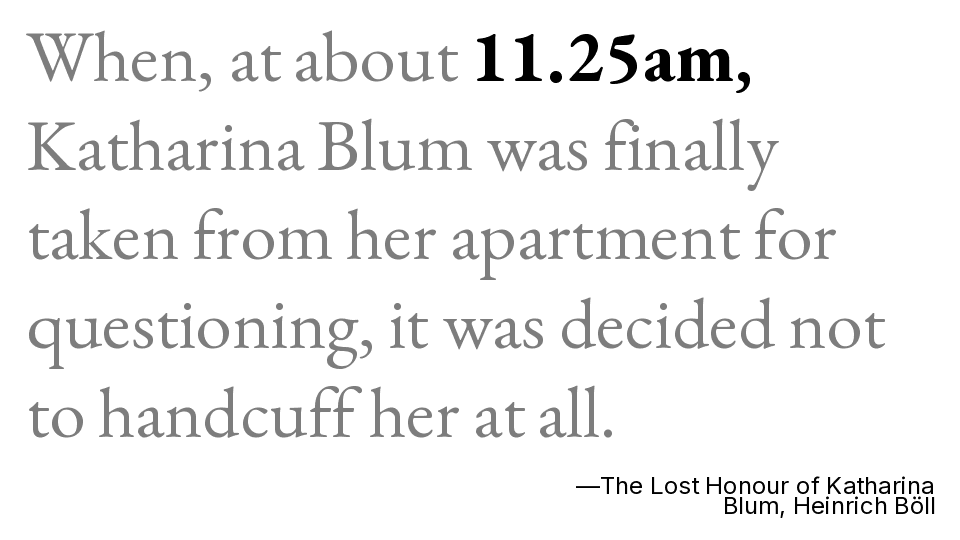 When, at about 11.25am,
Katharina Blum was finally
taken from her apartment for
questioning, it was decided not
to handcuff her at all.
—The Lost Honour of Katharina
Blum, Heinrich Böll